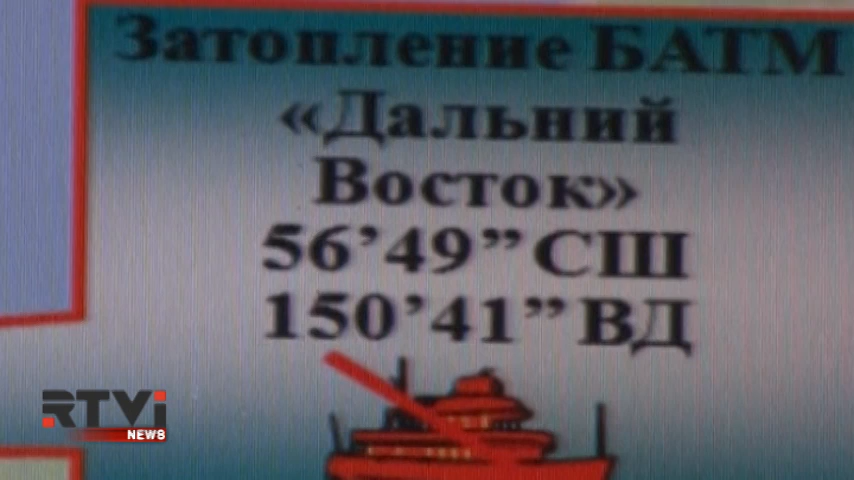 Затопление БАТМ
«Дальний
Восток»
56’49” СШ
150’41” ВД
RTVi
NEWS